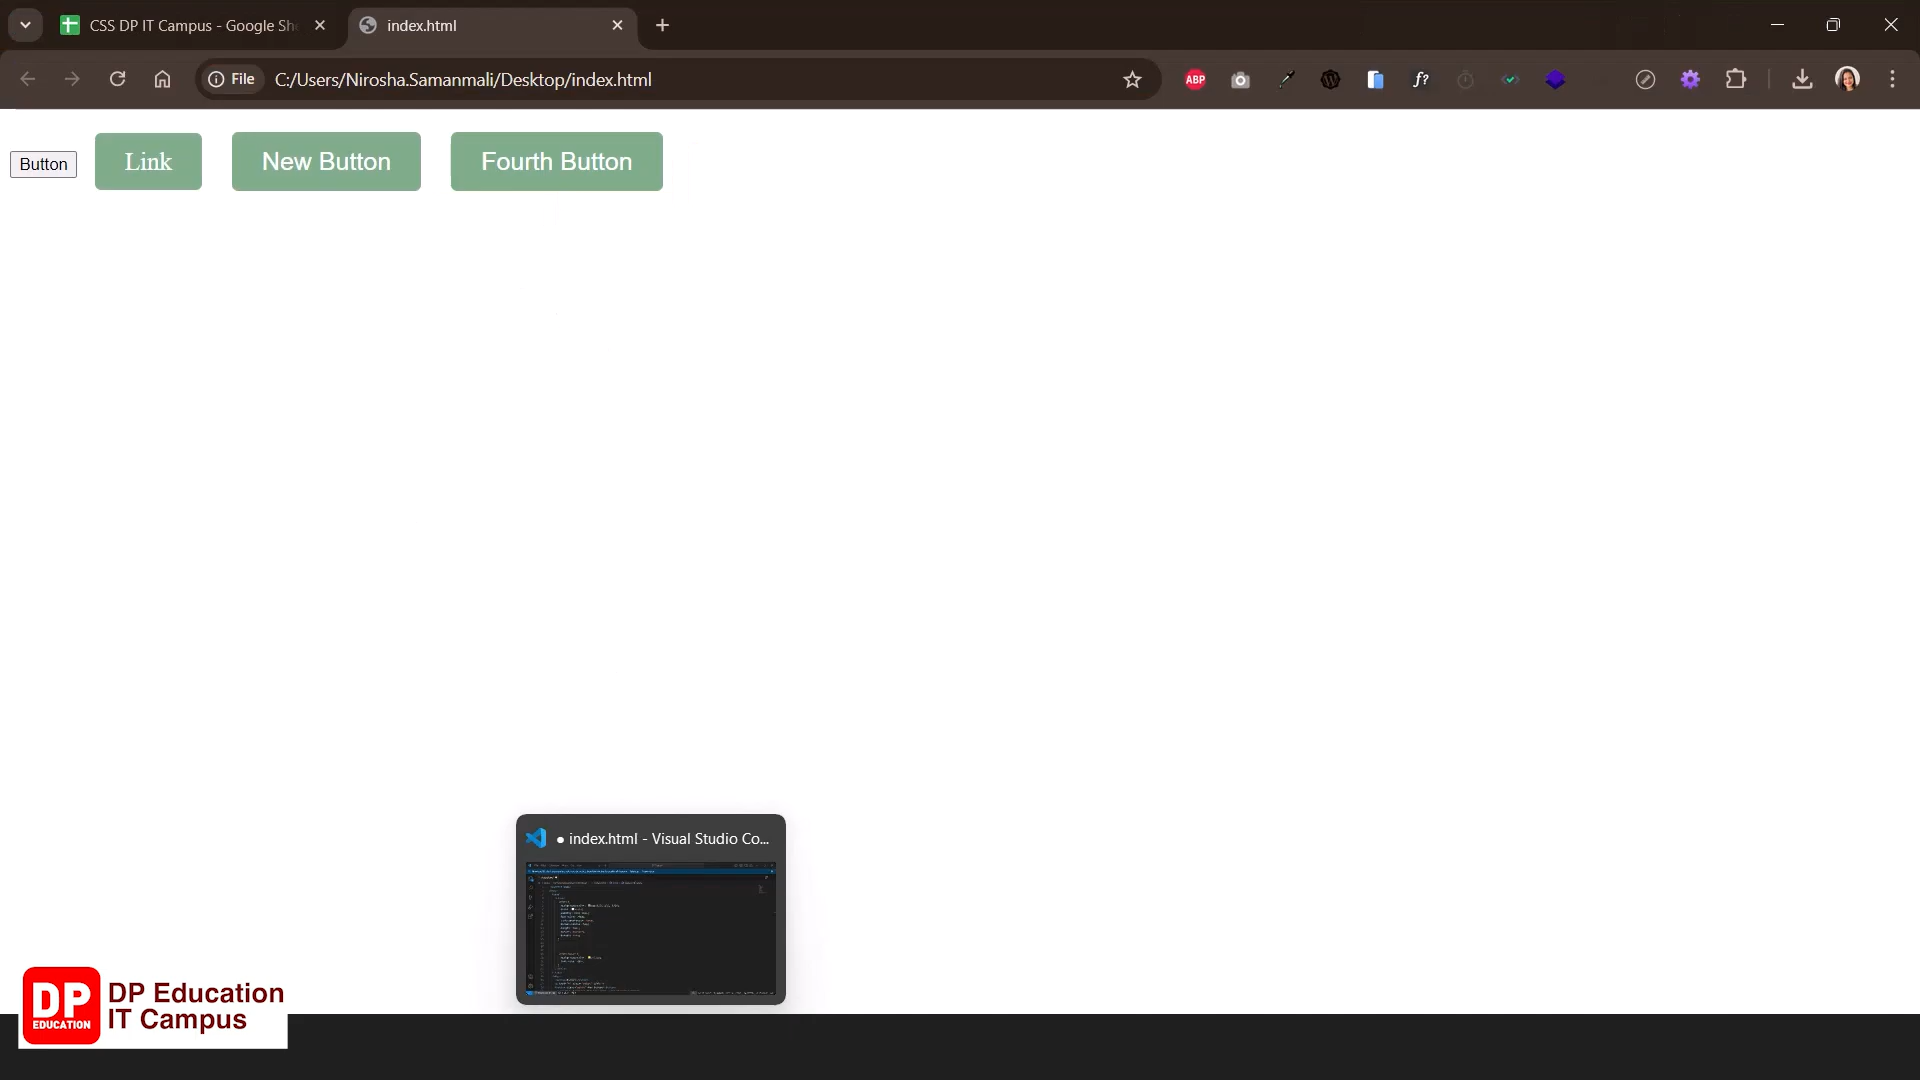 CSS DP IT Campus - Google Sh
index.html
File
C:/Users/Nirosha.Samanmali/Desktop/index.html
ABP
f?
Button
Link
New Button
Fourth Button
● index.html - Visual Studio Co...
DP
EDUCATION
DP Education
IT Campus